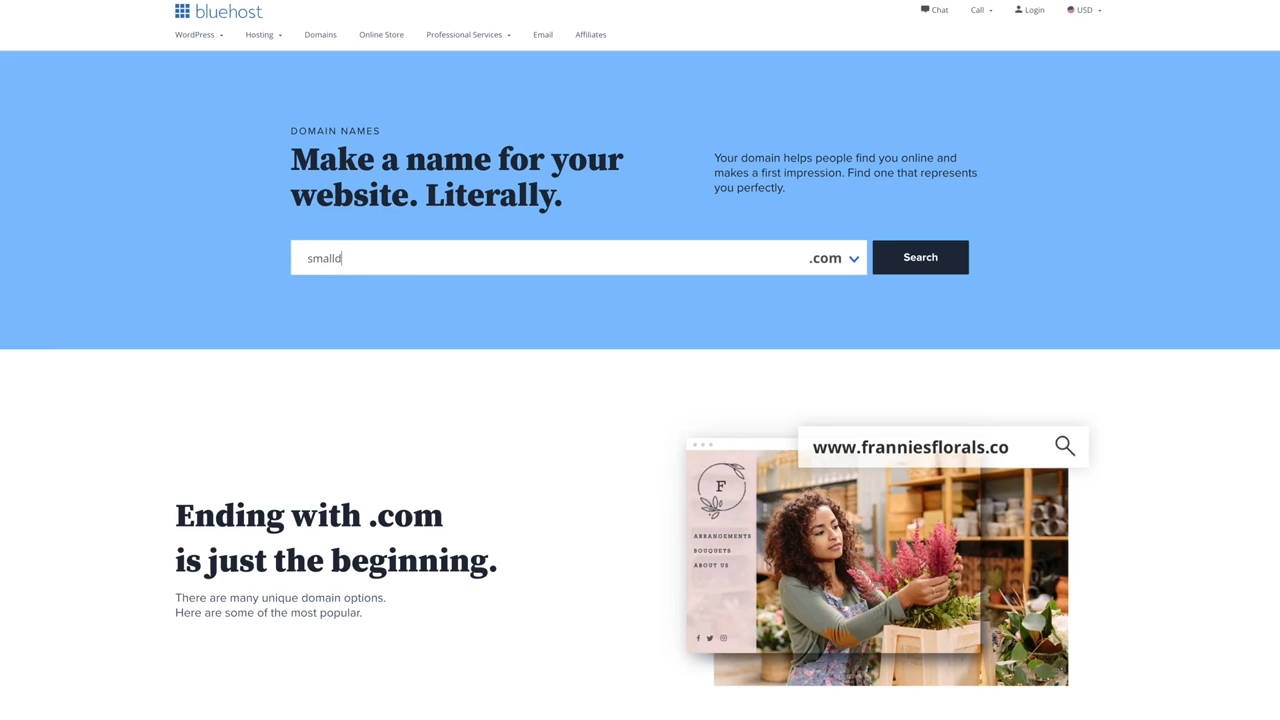 bluehost
Chat
Call
Login
USD
WordPress
Hosting
Domains
Online Store
Professional Services
Email
Affiliates
DOMAIN NAMES
Make a name for your
website. Literally.
Your domain helps people find you online and
makes a first impression. Find one that represents
you perfectly.
smalld
.com
Search
www.franniesflorals.co
F
ARRANGEMENTS
BOUQUETS
ABOUT US
Ending with .com
is just the beginning.
There are many unique domain options.
Here are some of the most popular.